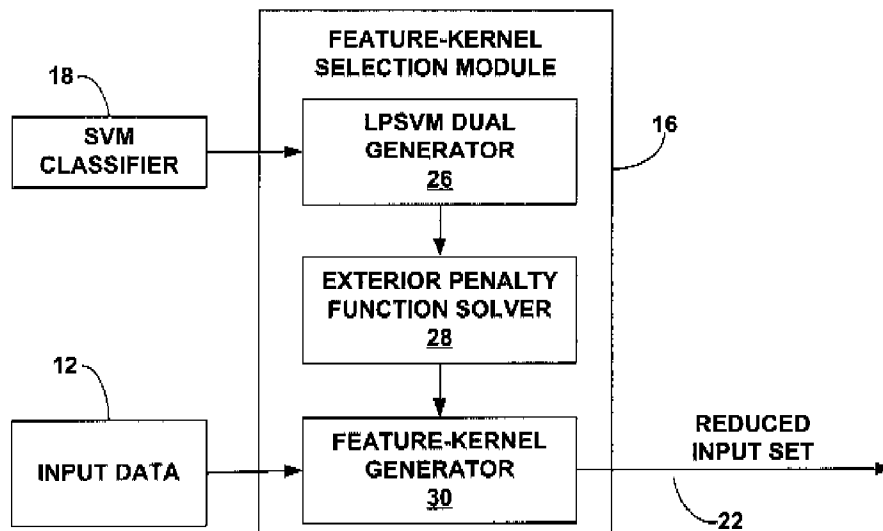 FEATURE-KERNEL
SELECTION MODULE
18
SVM
CLASSIFIER
LPSVM DUAL
GENERATOR
26
16
EXTERIOR PENALTY
FUNCTION SOLVER
28
12
INPUT DATA
FEATURE-KERNEL
GENERATOR
30
REDUCED
INPUT SET
22